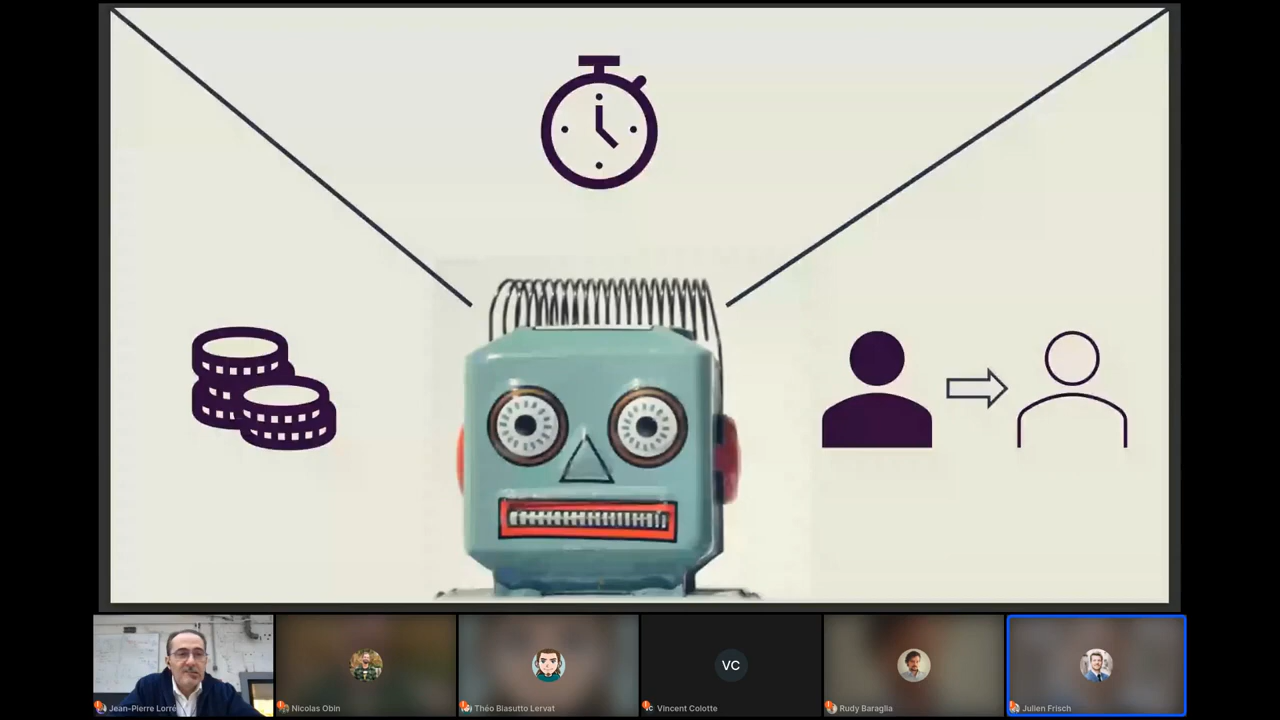 Jean-Pierre Lorré
Nicolas Obin
Théo Biasutto Lervat
VC
Vincent Colotte
Rudy Baraglia
Julien Frisch